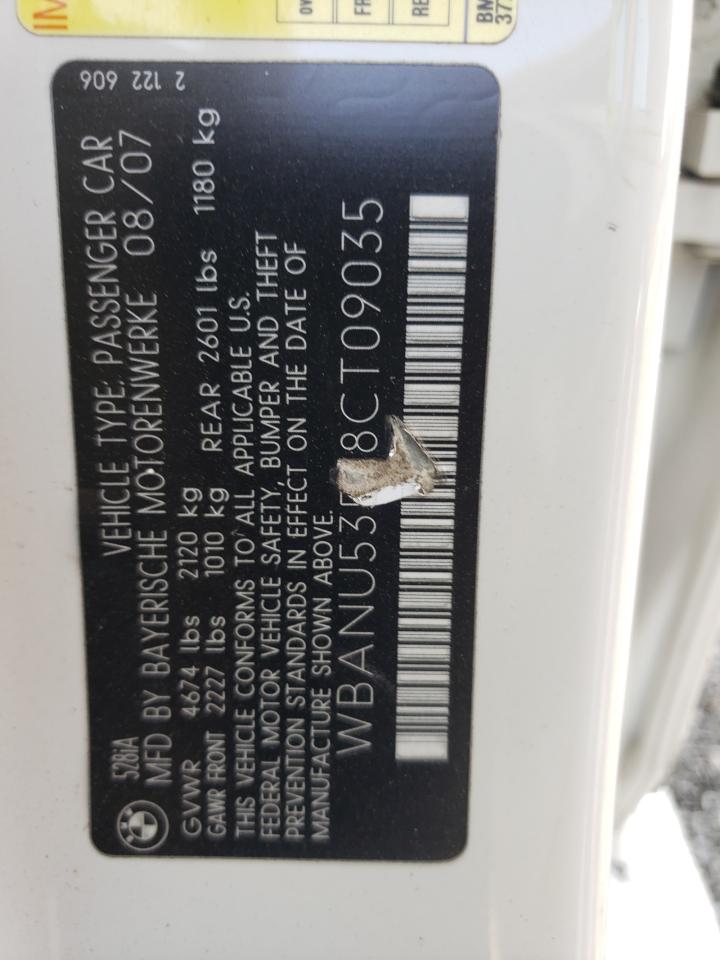 528iA
VEHICLE TYPE: PASSENGER CAR
MFD BY BAYERISCHE MOTORENWERKE 08/07
GVWR 4674 lbs 2120 kg
GAWR FRONT 2227 lbs 1010 kg REAR 2601 lbs 1180 kg
THIS VEHICLE CONFORMS TO ALL APPLICABLE U.S.
FEDERAL MOTOR VEHICLE SAFETY, BUMPER AND THEFT
PREVENTION STANDARDS IN EFFECT ON THE DATE OF
MANUFACTURE SHOWN ABOVE.
WBANU53 8CT09035
2 122 606